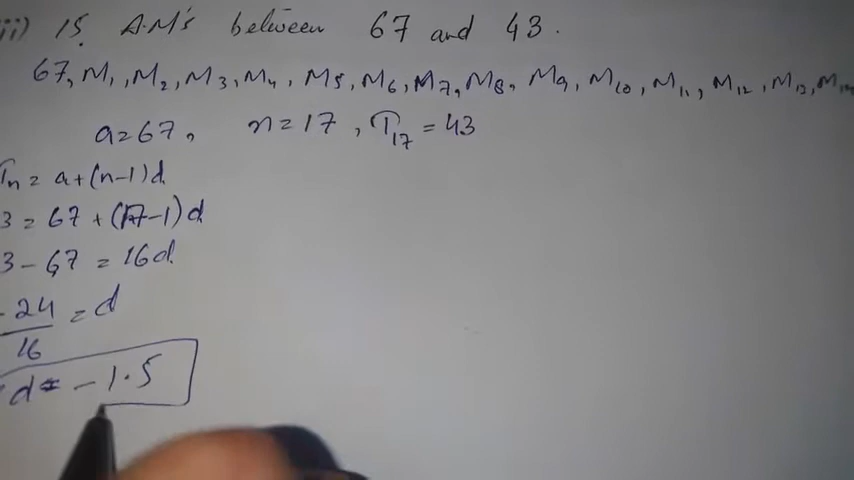 ii) 15 A.M's between 67 and 43.
67, M1, M2, M3, M4, M5, M6, M7, M8, M9, M10, M11, M12, M13, M14
a=67, n=17, T17 = 43
Tn = a+(n-1)d
3 = 67 + (17-1)d
3 - 67 = 16d
-24/16 = d
d = -1.5